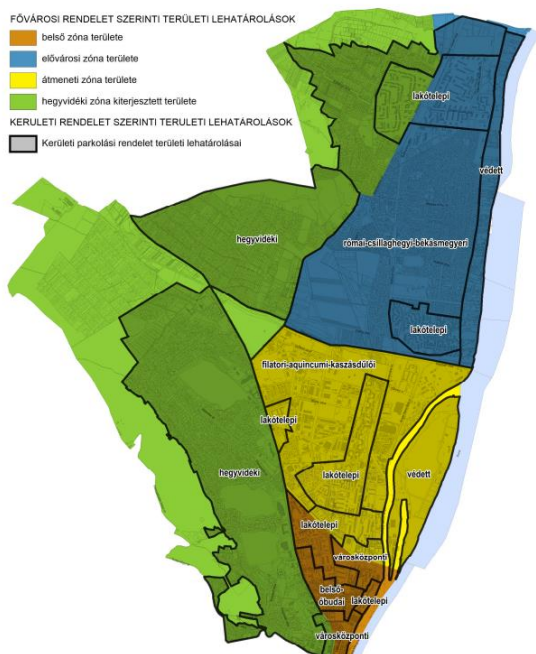 FŐVÁROSI RENDELET SZERINTI TERÜLETI LEHATÁROLÁSOK
belső zóna területe
elővárosi zóna területe
átmeneti zóna területe
hegyvidéki zóna kiterjesztett területe
KERULETI RENDELET SZERINTI TERULETI LEHATÁROLÁSOK
Kerületi parkolási rendelet területi lehatárolásai
lakótelepi
védett
hegyvidéki
római-csillaghegyi-békásmegyeri
lakótelepi
filatori-aquincumi-kaszásdűlői
lakótelepi
hegyvidéki
lakótelepi
védett
lakótelepi
városközponti
belső-
óbudai
lakótelepi
városközponti